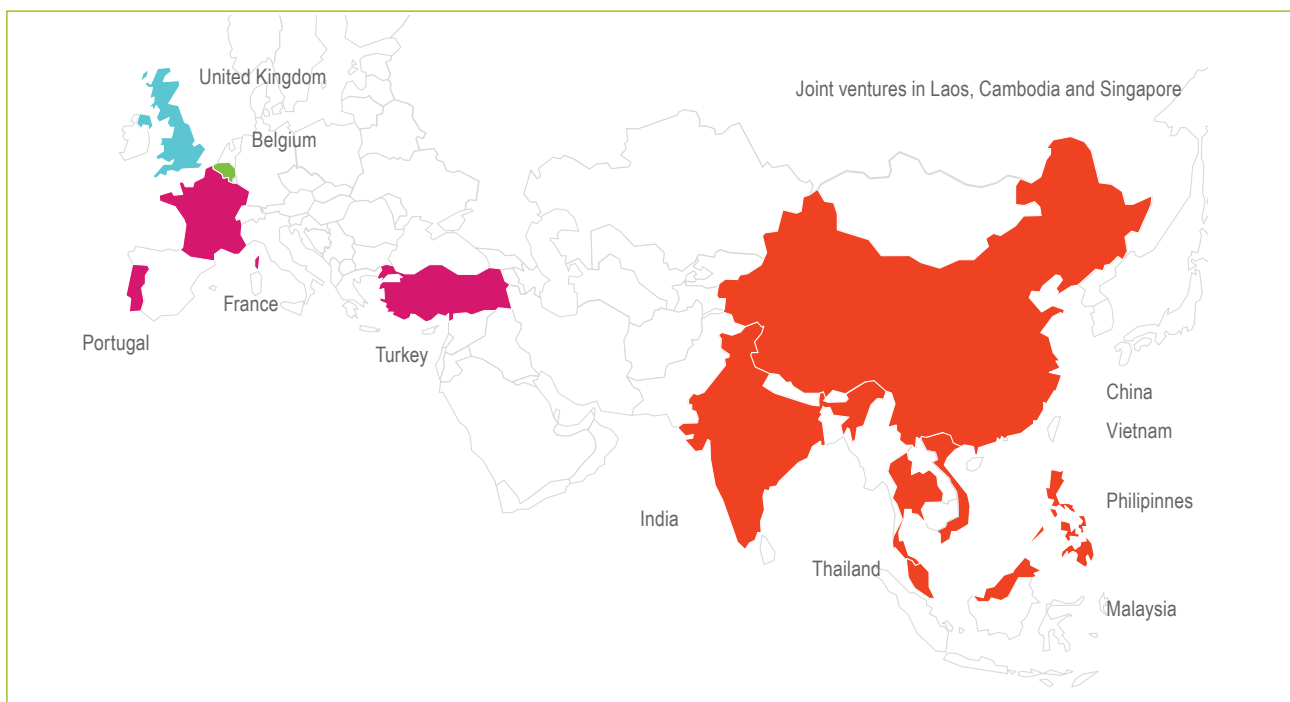 United Kingdom
Joint ventures in Laos, Cambodia and Singapore
Belgium
France
Portugal
Turkey
China
Vietnam
Philipinnes
India
Thailand
Malaysia